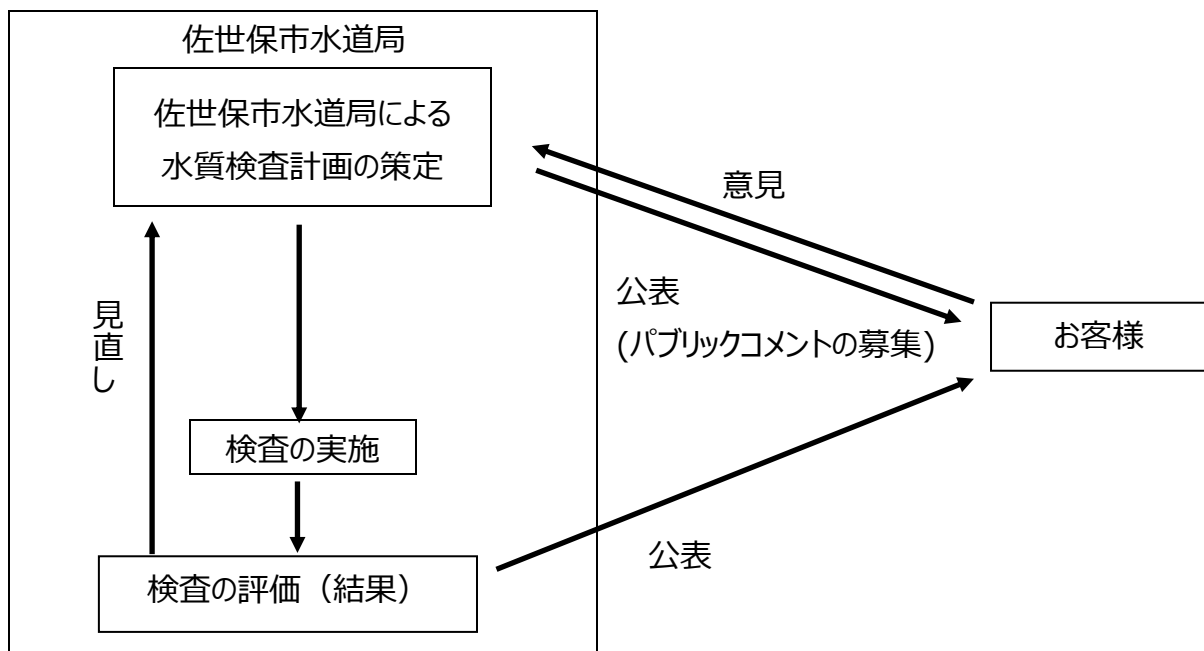 佐世保市水道局
佐世保市水道局による
水質検査計画の策定
意見
公表
(パブリックコメントの募集)
お客様
見直し
検査の実施
検査の評価（結果）
公表